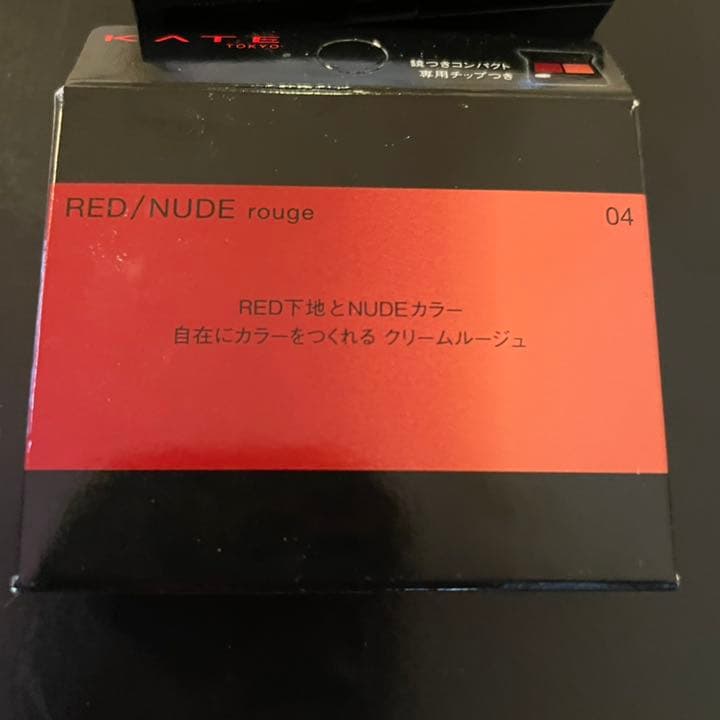 KATE
TOKYO
鏡つきコンパクト
専用チップつき
RED/NUDE rouge
04
RED下地とNUDEカラー
自在にカラーをつくれる クリームルージュ